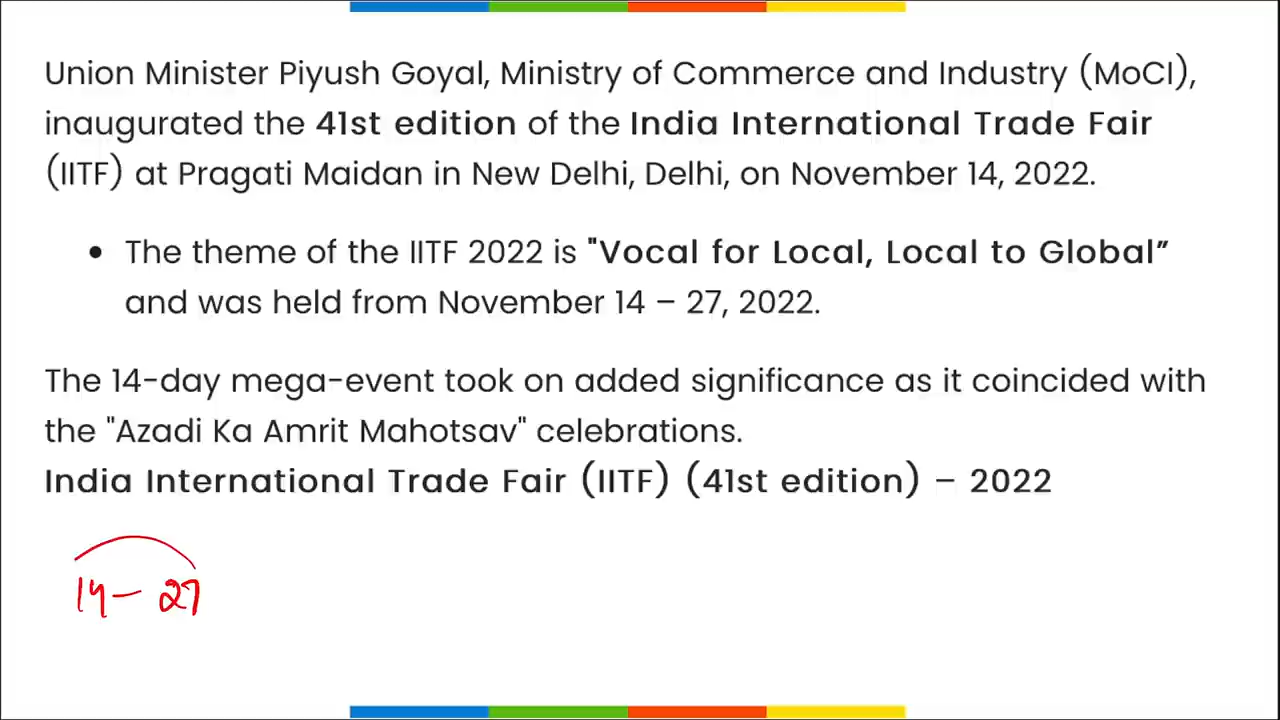 Union Minister Piyush Goyal, Ministry of Commerce and Industry (MoCI),
inaugurated the 41st edition of the India International Trade Fair
(IITF) at Pragati Maidan in New Delhi, Delhi, on November 14, 2022.
• The theme of the IITF 2022 is "Vocal for Local, Local to Global”
and was held from November 14 – 27, 2022.
The 14-day mega-event took on added significance as it coincided with
the "Azadi Ka Amrit Mahotsav" celebrations.
India International Trade Fair (IITF) (41st edition) – 2022
14 – 27